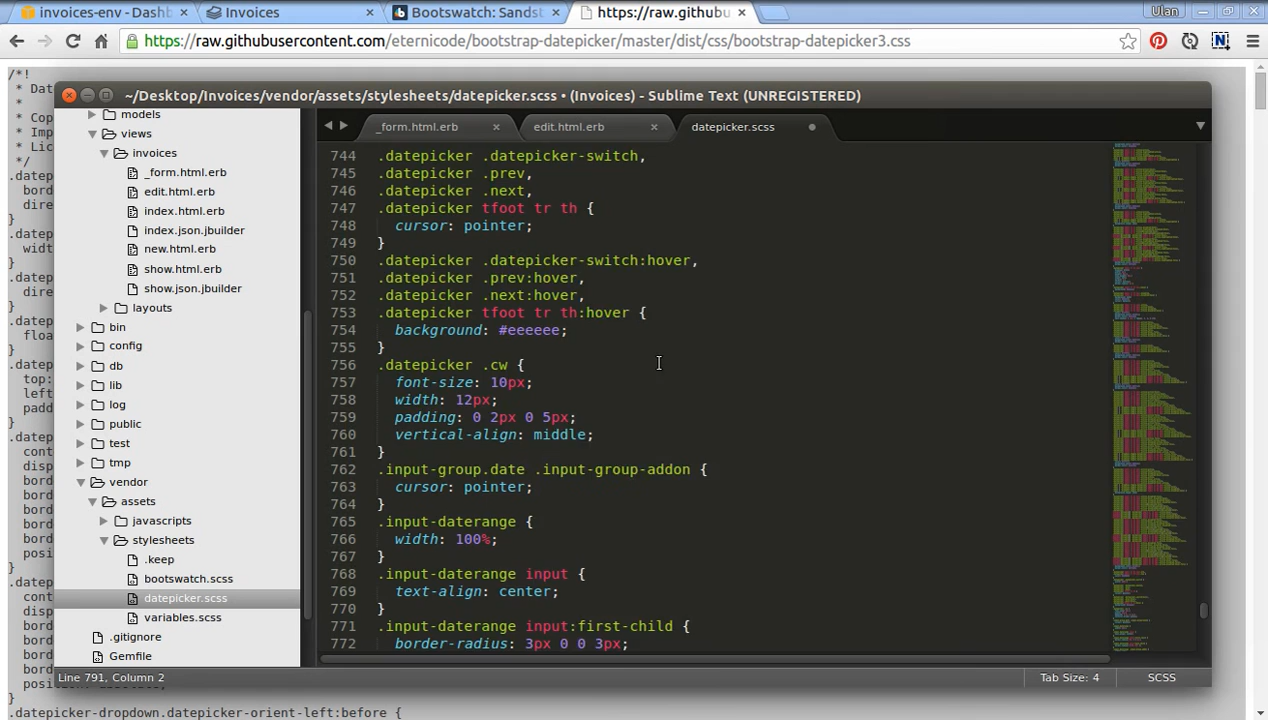 invoices-env - Dashb
Invoices
Bootswatch: Sandst
https://raw.githubu
Ulan
https://raw.githubusercontent.com/eternicode/bootstrap-datepicker/master/dist/css/bootstrap-datepicker3.css
/*!
* Dat
*
* Cop
* Imp
* Lic
*/
.datep
bord
dire
}
.datep
widt
}
.datep
dire
}
.datep
floa
}
.datep
top:
left
padd
}
.datep
cont
disp
bord
bord
bord
bord
posi
}
.datep
cont
disp
bord
bord
bord
bord
}
.datepicker-dropdown.datepicker-orient-left:before {
~/Desktop/Invoices/vendor/assets/stylesheets/datepicker.scss • (Invoices) - Sublime Text (UNREGISTERED)
models
views
invoices
_form.html.erb
edit.html.erb
index.html.erb
index.json.jbuilder
new.html.erb
show.html.erb
show.json.jbuilder
layouts
bin
config
db
lib
log
public
test
tmp
vendor
assets
javascripts
stylesheets
.keep
bootswatch.scss
datepicker.scss
variables.scss
.gitignore
Gemfile
_form.html.erb
edit.html.erb
datepicker.scss
744 .datepicker .datepicker-switch,
745 .datepicker .prev,
746 .datepicker .next,
747 .datepicker tfoot tr th {
748 cursor: pointer;
749 }
750 .datepicker .datepicker-switch:hover,
751 .datepicker .prev:hover,
752 .datepicker .next:hover,
753 .datepicker tfoot tr th:hover {
754 background: #eeeeee;
755 }
756 .datepicker .cw {
757 font-size: 10px;
758 width: 12px;
759 padding: 0 2px 0 5px;
760 vertical-align: middle;
761 }
762 .input-group.date .input-group-addon {
763 cursor: pointer;
764 }
765 .input-daterange {
766 width: 100%;
767 }
768 .input-daterange input {
769 text-align: center;
770 }
771 .input-daterange input:first-child {
772 border-radius: 3px 0 0 3px;
Line 791, Column 2
Tab Size: 4
SCSS